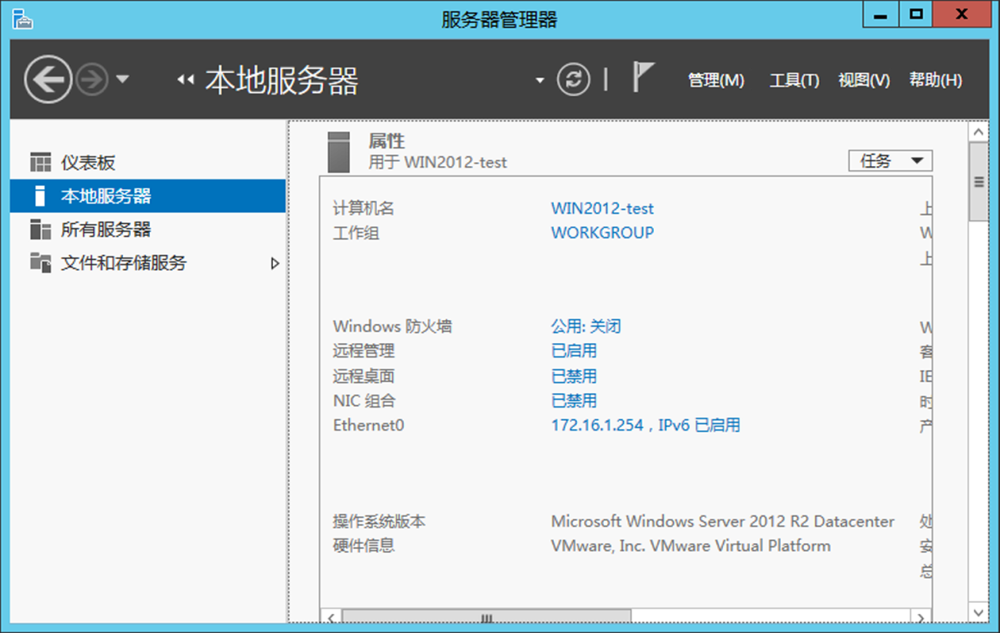 服务器管理器
本地服务器
管理(M) 工具(T) 视图(V) 帮助(H)
仪表板
本地服务器
所有服务器
文件和存储服务
属性
用于 WIN2012-test
任务
计算机名 WIN2012-test 上
工作组 WORKGROUP W
上
Windows 防火墙 公用: 关闭 W
远程管理 已启用 客
远程桌面 已禁用 IE
NIC 组合 已禁用 时
Ethernet0 172.16.1.254，IPv6 已启用 产
操作系统版本 Microsoft Windows Server 2012 R2 Datacenter 处
硬件信息 VMware, Inc. VMware Virtual Platform 安
总